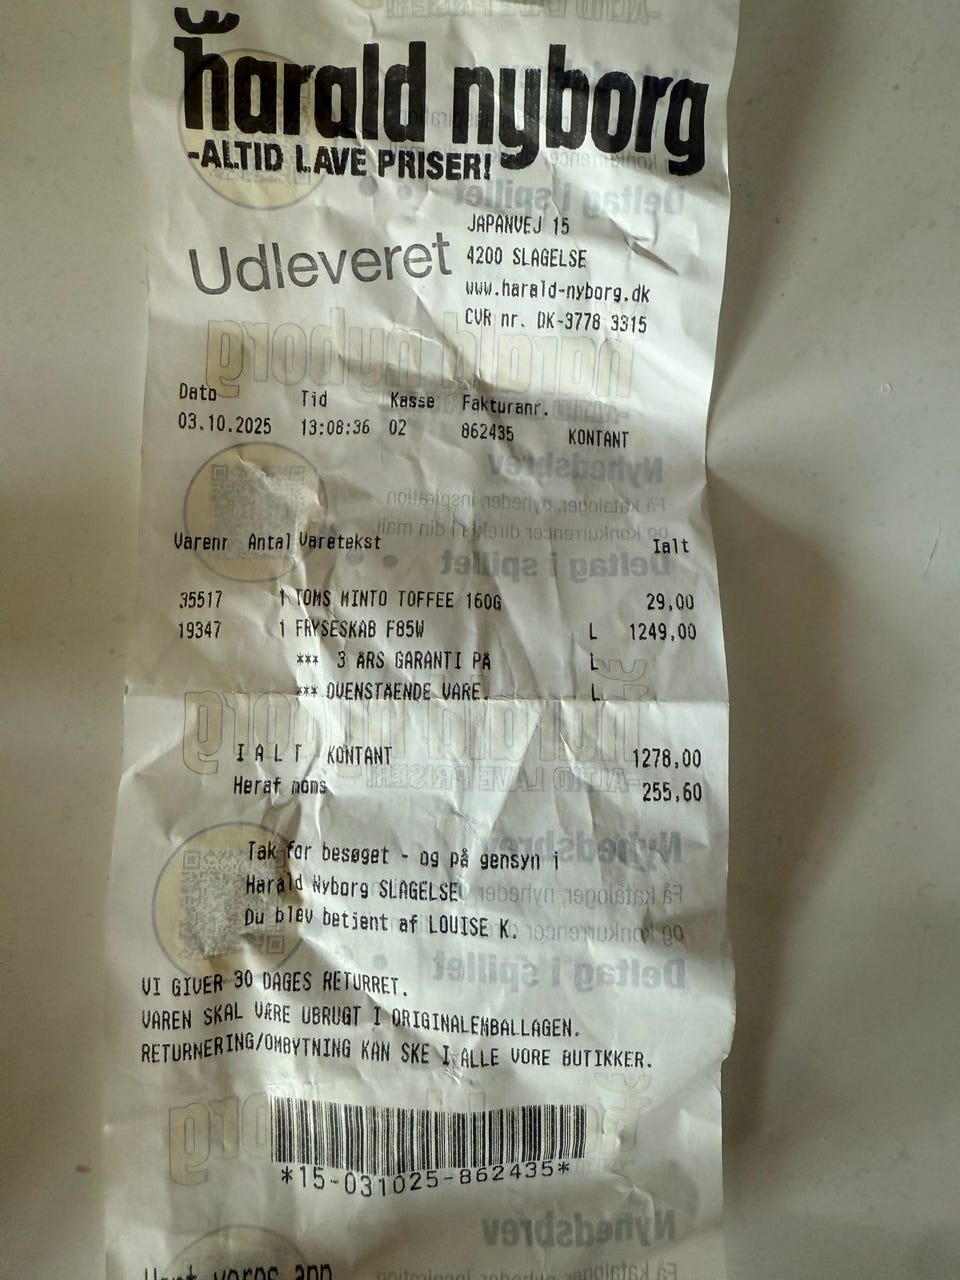 harald nyborg
-ALTID LAVE PRISER!
Udleveret
JAPANVEJ 15
4200 SLAGELSE
www.harald-nyborg.dk
CVR nr. DK-3778 3315
Dato Tid Kasse Fakturanr.
03.10.2025 13:08:36 02 862435 KONTANT
Varenr Antal Varetekst Ialt
35517 1 TOMS MINTO TOFFEE 160G 29,00
19347 1 FRYSESKAB F85W L 1249,00
*** 3 ARS GARANTI PA L
*** OVENSTAENDE VARE. L
I A L T KONTANT 1278,00
Heraf moms 255,60
Tak for besøget - og på gensyn i
Harald Nyborg SLAGELSE
Du blev betjent af LOUISE K.
VI GIVER 30 DAGES RETURRET.
VAREN SKAL VÆRE UBRUGT I ORIGINALEMBALLAGEN.
RETURNERING/OMBYTNING KAN SKE I ALLE VORE BUTIKKER.
*15-031025-862435*
vores app